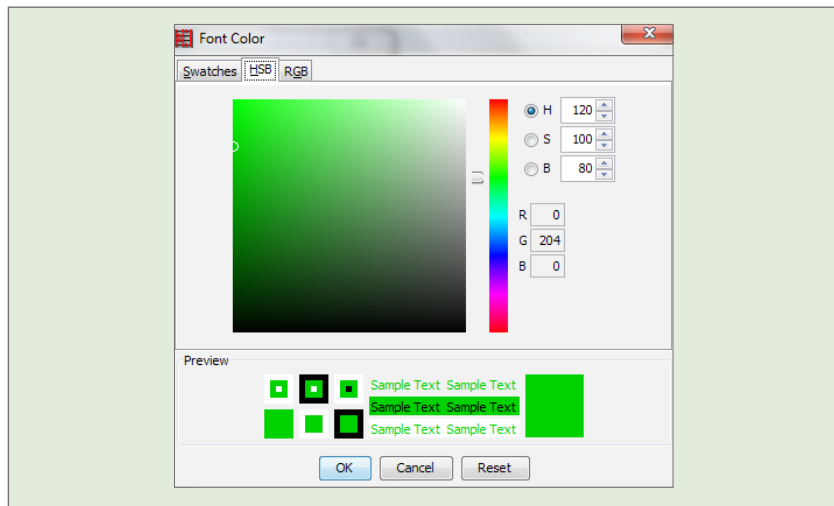 Font Color
X
Swatches HSB RGB
H 120
S 100
B 80
R 0
G 204
B 0
Preview
Sample Text Sample Text
Sample Text Sample Text
Sample Text Sample Text
OK Cancel Reset